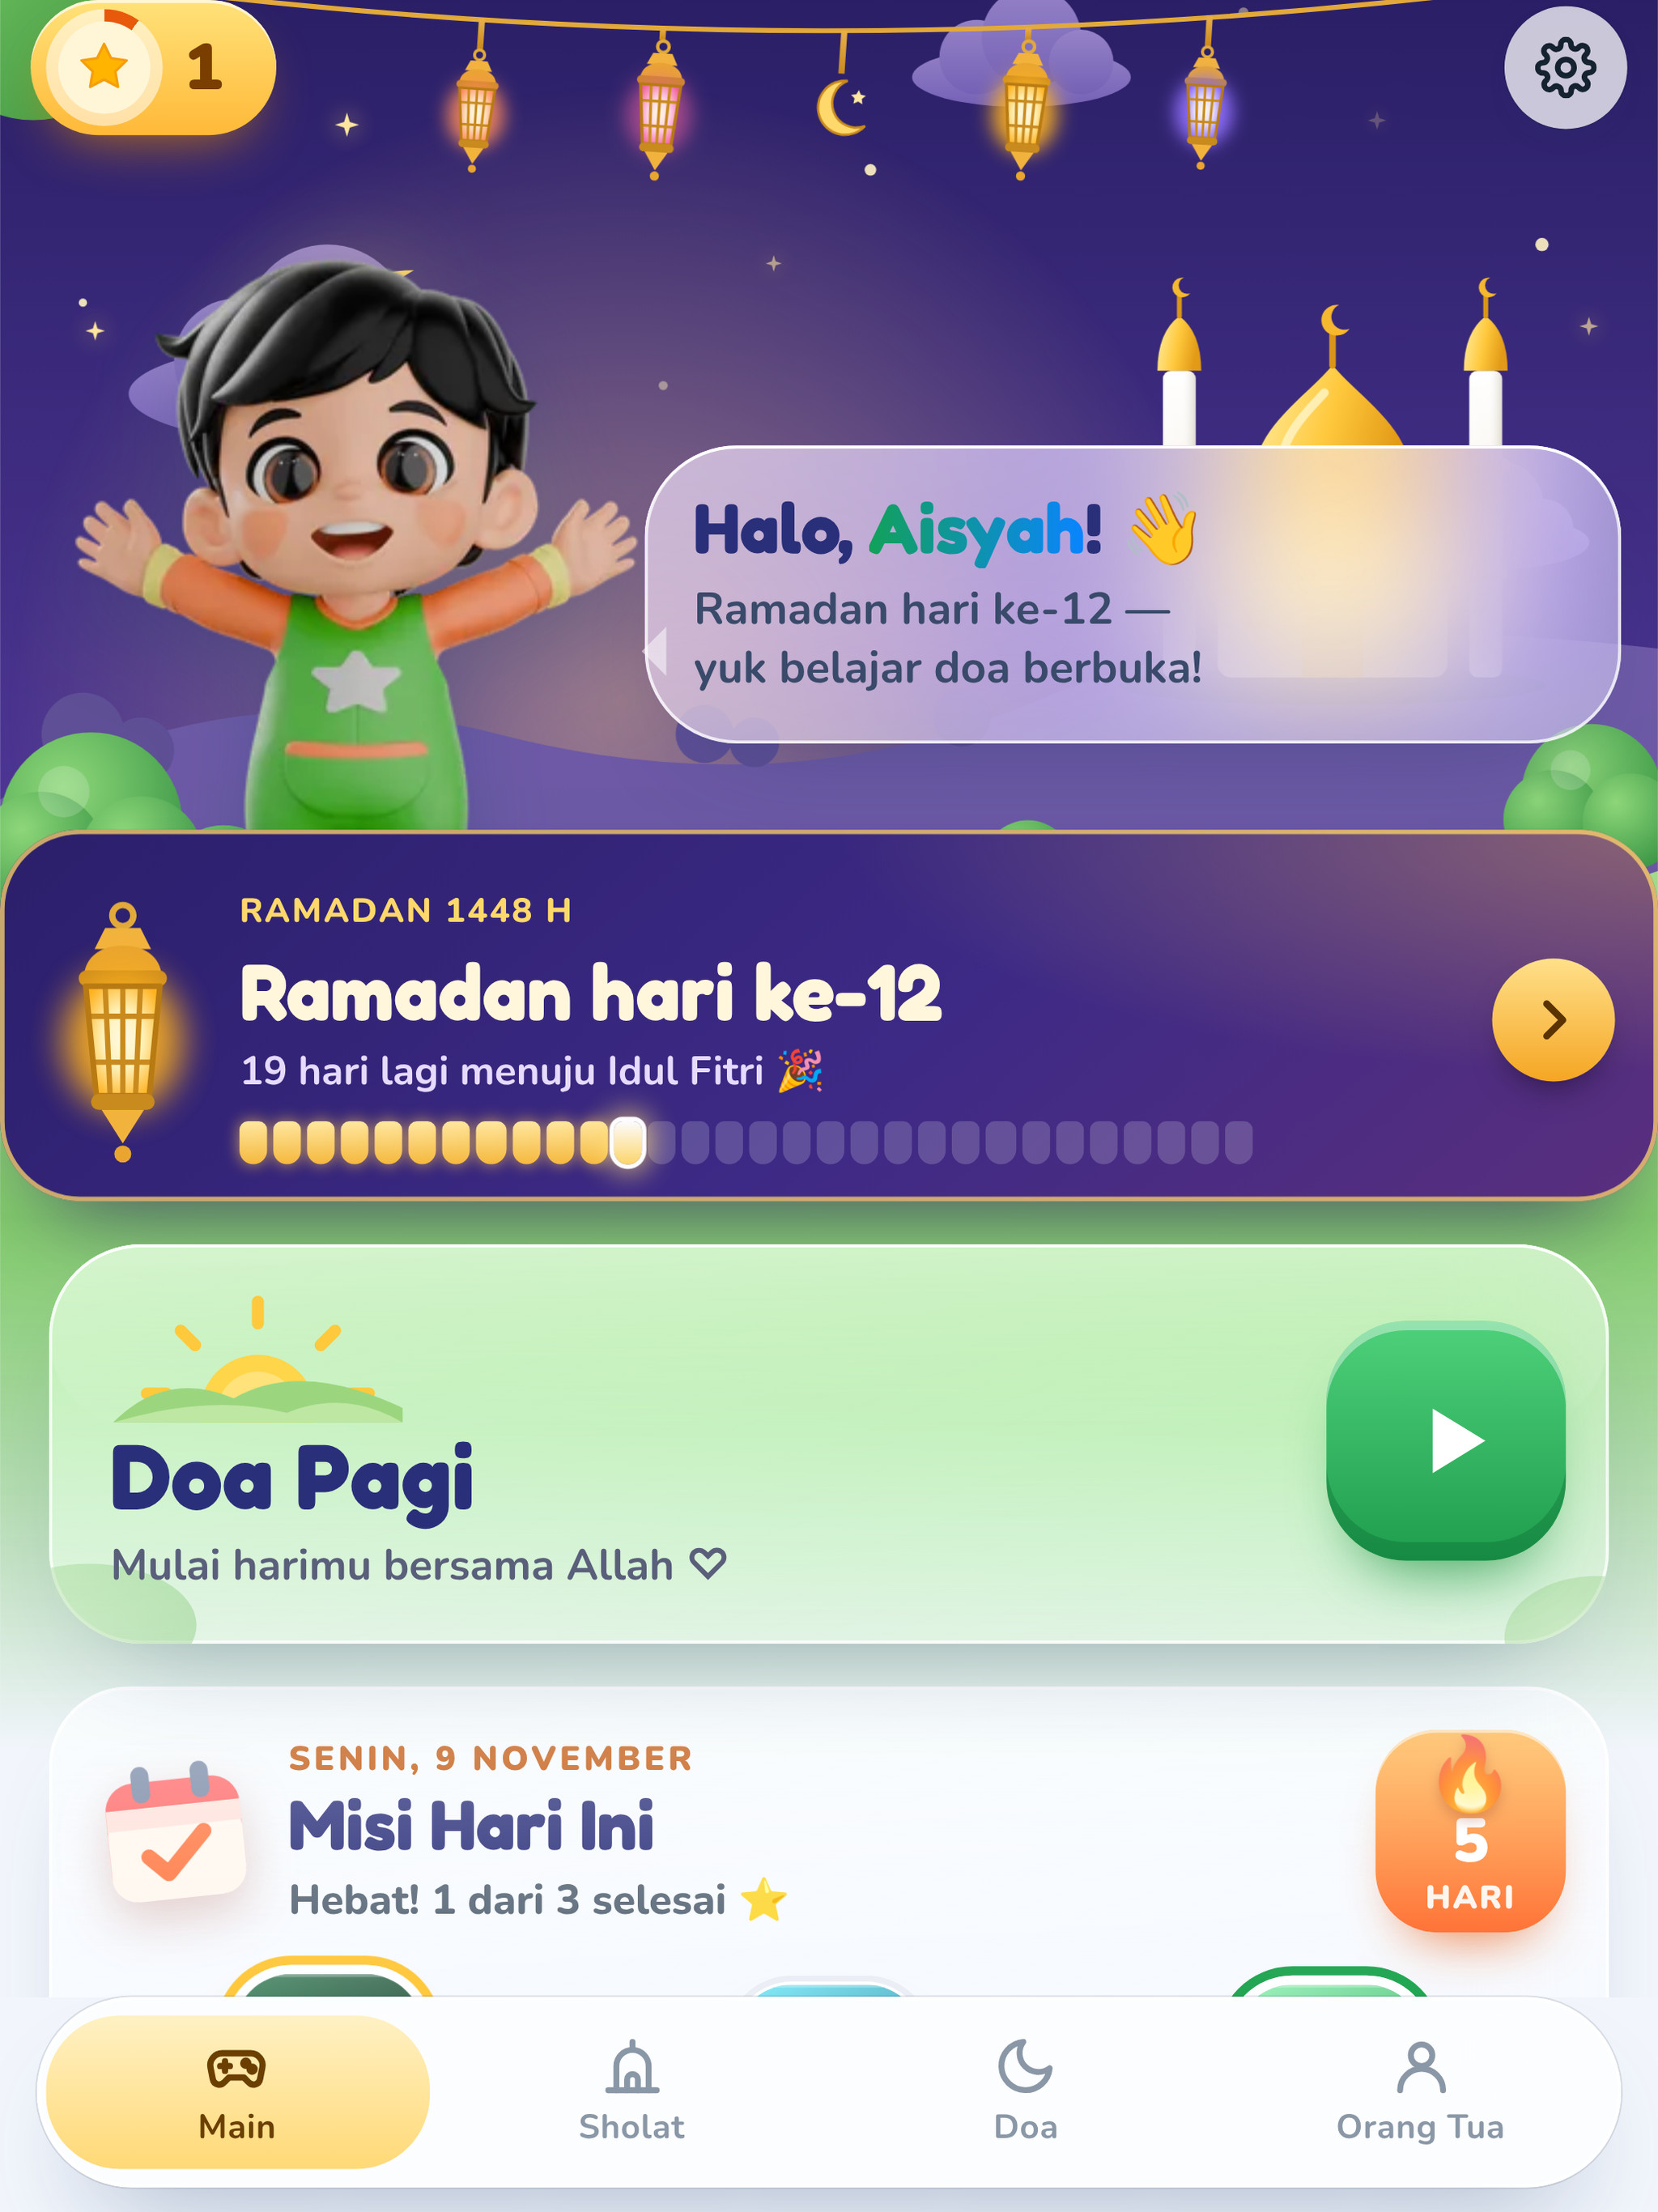 1
Halo, Aisyah! 👋
Ramadan hari ke-12 —
yuk belajar doa berbuka!
RAMADAN 1448 H
Ramadan hari ke-12
19 hari lagi menuju Idul Fitri 🎉
Doa Pagi
Mulai harimu bersama Allah ♡
SENIN, 9 NOVEMBER
Misi Hari Ini
Hebat! 1 dari 3 selesai ⭐
🔥
5
HARI
Main
Sholat
Doa
Orang Tua